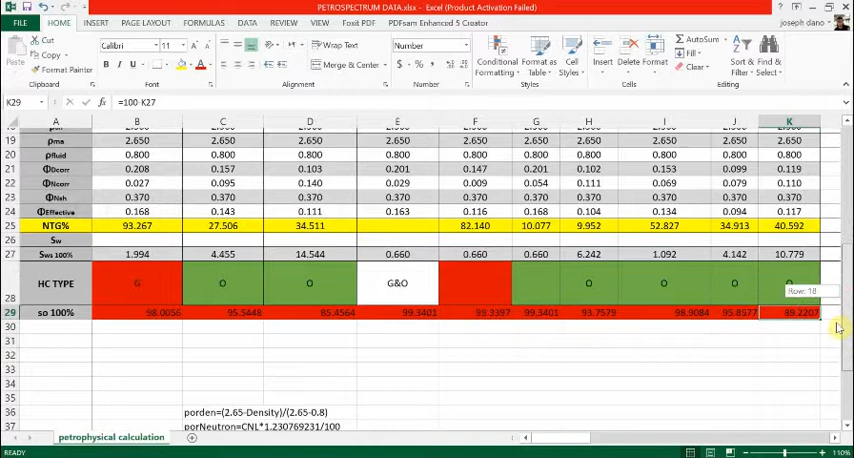 PETROSPECTRUM DATA.xlsx - Excel (Product Activation Failed)
FILE HOME INSERT PAGE LAYOUT FORMULAS DATA REVIEW VIEW Foxit PDF PDFsam Enhanced 5 Creator joseph dano
Paste Cut Copy Format Painter
Calibri 11 Wrap Text Merge & Center Number
B I U $ % ,
Conditional Formatting Format as Table Cell Styles Insert Delete Format AutoSum Fill Clear Sort & Filter Find & Select
Clipboard Font Alignment Number Styles Cells Editing
K29 fx =100-K27
A B C D E F G H I J K
19 ρma 2.650 2.650 2.650 2.650 2.650 2.650 2.650 2.650 2.650 2.650
20 ρfluid 0.800 0.800 0.800 0.800 0.800 0.800 0.800 0.800 0.800 0.800
21 ΦDcorr 0.208 0.157 0.103 0.201 0.147 0.201 0.102 0.153 0.099 0.119
22 ΦNcorr 0.027 0.095 0.140 0.029 0.009 0.054 0.111 0.069 0.079 0.110
23 ΦNsh 0.370 0.370 0.370 0.370 0.370 0.370 0.370 0.370 0.370 0.370
24 ΦEffective 0.168 0.143 0.111 0.163 0.116 0.168 0.104 0.134 0.094 0.117
25 NTG% 93.267 27.506 34.511 82.140 10.077 9.952 52.827 34.913 40.592
26 Sw
27 Sws 100% 1.994 4.455 14.544 0.660 0.660 0.660 6.242 1.092 4.142 10.779
28 HC TYPE G O O G&O O O O O
Row: 18
29 so 100% 98.0056 95.5448 85.4564 99.3401 99.3397 99.3401 93.7579 98.9084 95.8577 89.2207
30
31
32
33
34
35
36 porden=(2.65-Density)/(2.65-0.8)
37 porNeutron=CNL*1.230769231/100
petrophysical calculation
READY 110%